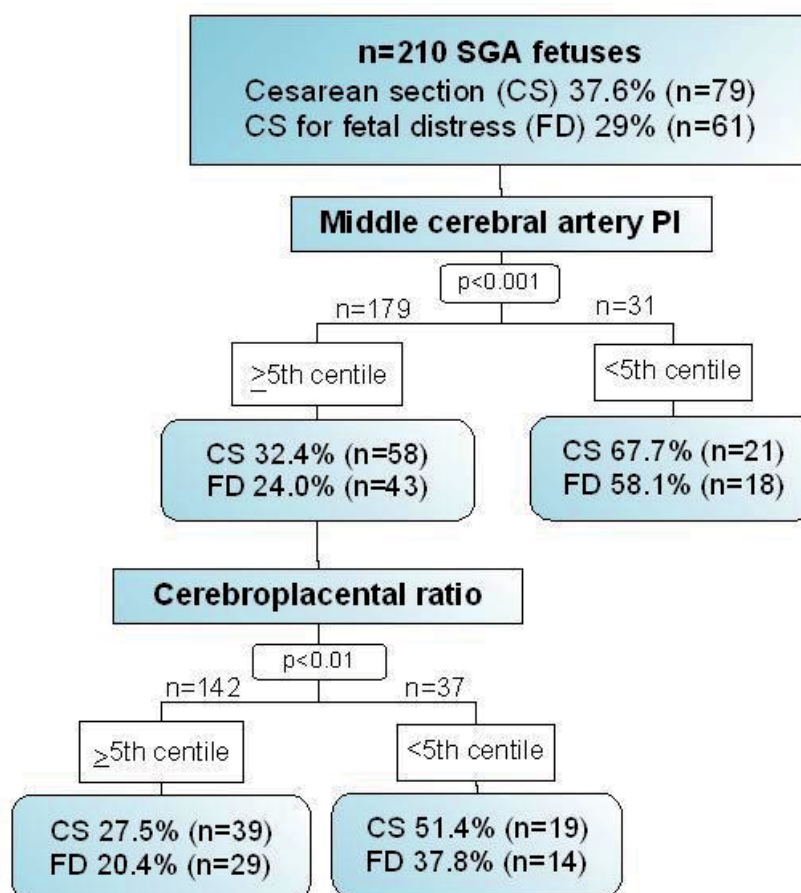 n=210 SGA fetuses
Cesarean section (CS) 37.6% (n=79)
CS for fetal distress (FD) 29% (n=61)
Middle cerebral artery PI
p<0.001
n=179
n=31
≥5th centile
<5th centile
CS 32.4% (n=58)
FD 24.0% (n=43)
CS 67.7% (n=21)
FD 58.1% (n=18)
Cerebroplacental ratio
p<0.01
n=142
n=37
≥5th centile
<5th centile
CS 27.5% (n=39)
FD 20.4% (n=29)
CS 51.4% (n=19)
FD 37.8% (n=14)